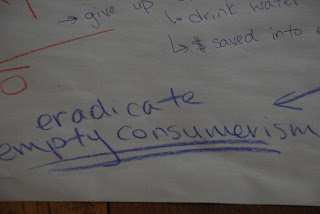 → give up
↳ drink water
↳ $ saved into
eradicate
empty consumerism